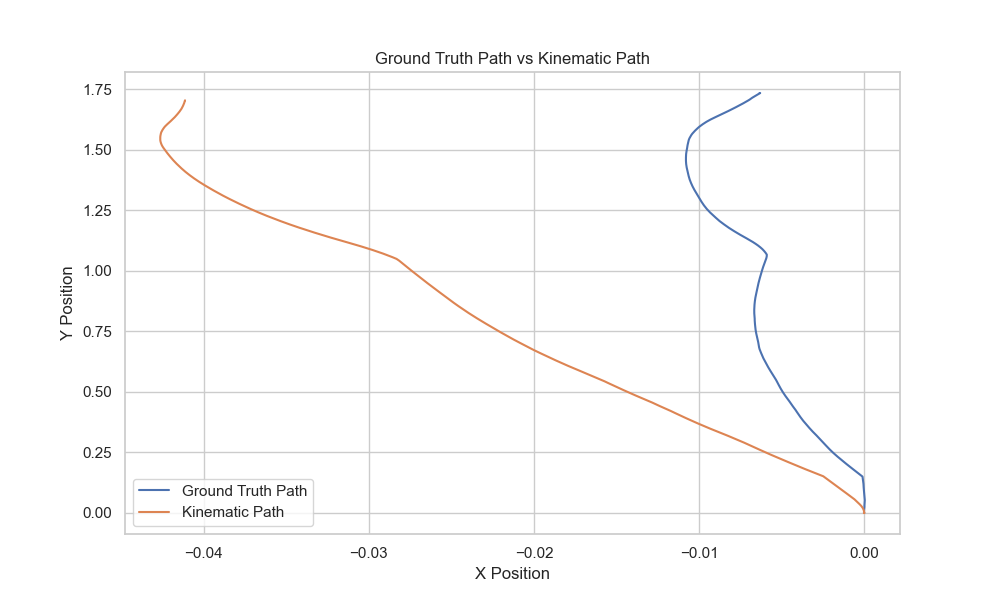 Ground Truth Path vs Kinematic Path
Y Position
1.75
1.50
1.25
1.00
0.75
0.50
0.25
0.00
Ground Truth Path
Kinematic Path
−0.04
−0.03
−0.02
−0.01
0.00
X Position